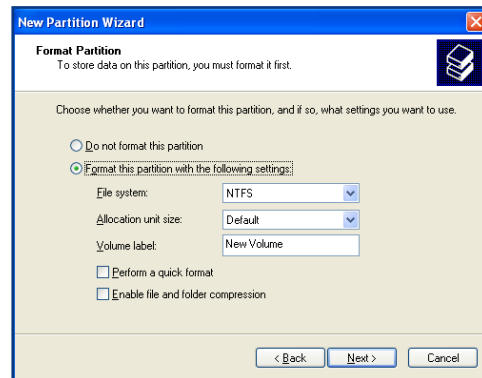 New Partition Wizard
Format Partition
To store data on this partition, you must format it first.
Choose whether you want to format this partition, and if so, what settings you want to use.
Do not format this partition
Format this partition with the following settings:
File system: NTFS
Allocation unit size: Default
Volume label: New Volume
Perform a quick format
Enable file and folder compression
< Back Next > Cancel